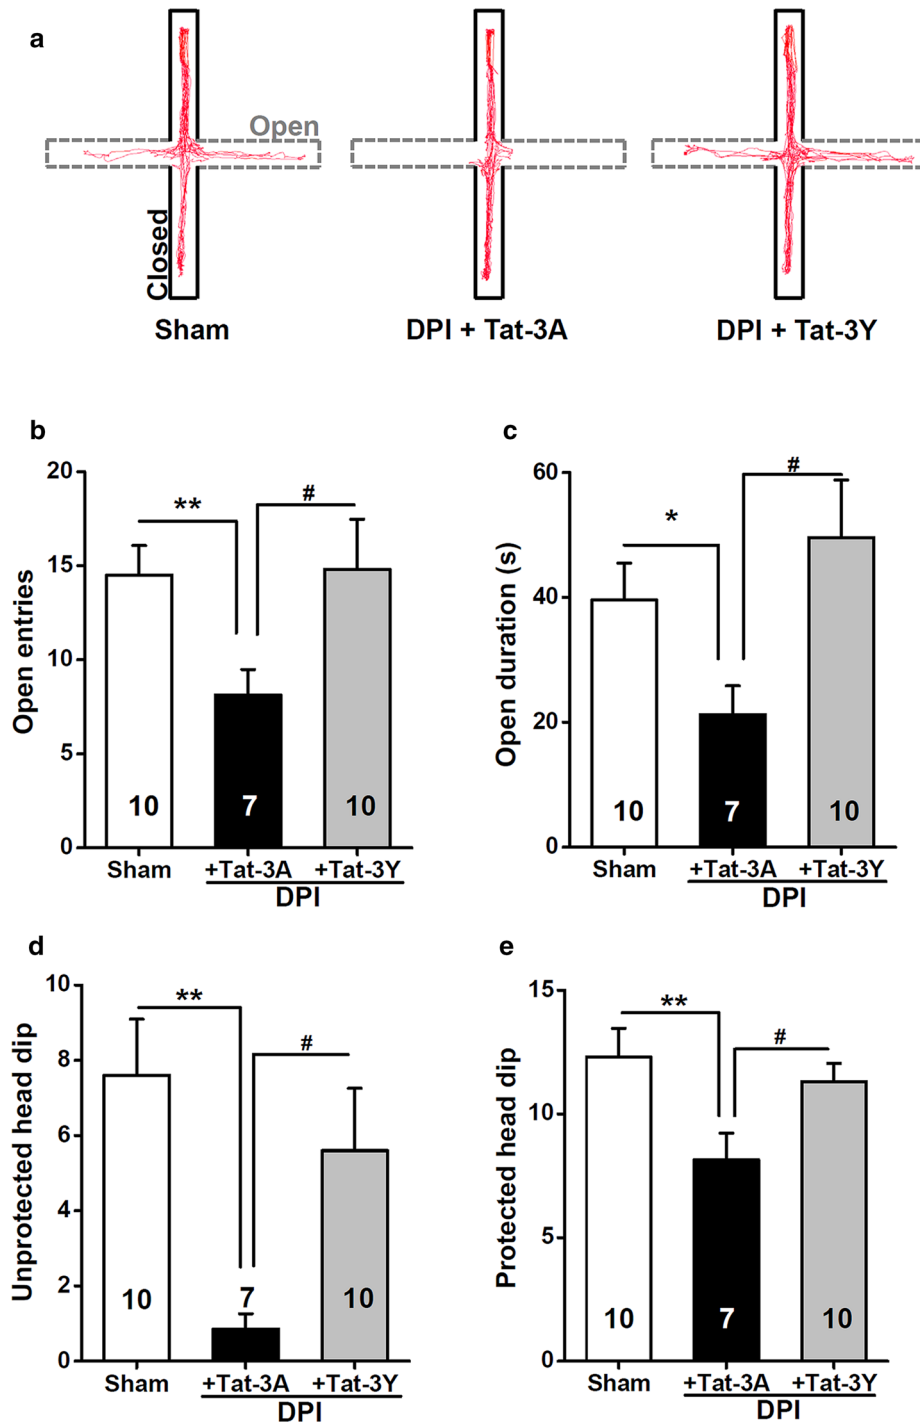 a
Open
Closed
Sham
DPI + Tat-3A
DPI + Tat-3Y
b
20
15
10
5
0
Open entries
**
#
10
7
10
Sham
+Tat-3A
+Tat-3Y
DPI
c
60
40
20
0
Open duration (s)
*
#
10
7
10
Sham
+Tat-3A
+Tat-3Y
DPI
d
10
8
6
4
2
0
Unprotected head dip
**
#
10
7
10
Sham
+Tat-3A
+Tat-3Y
DPI
e
15
10
5
0
Protected head dip
**
#
10
7
10
Sham
+Tat-3A
+Tat-3Y
DPI